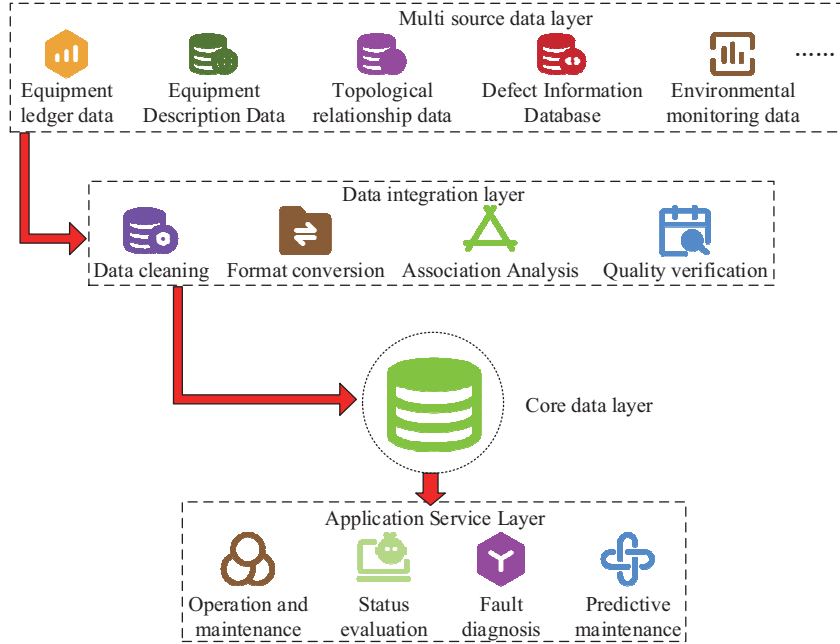 Multi source data layer
Equipment
ledger data
Equipment
Description Data
Topological
relationship data
Defect Information
Database
Environmental
monitoring data
......
Data integration layer
Data cleaning
Format conversion
Association Analysis
Quality verification
Core data layer
Application Service Layer
Operation and
maintenance
Status
evaluation
Fault
diagnosis
Predictive
maintenance